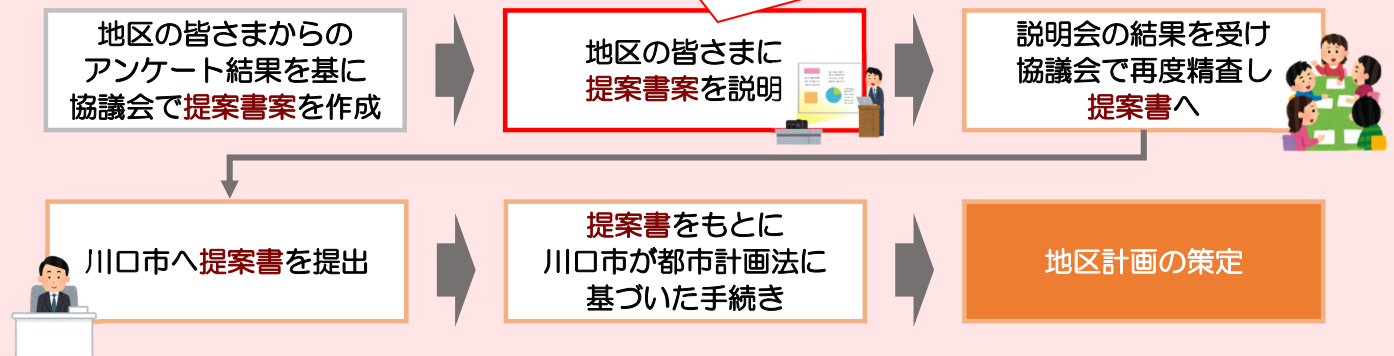 地区の皆さまからの
アンケート結果を基に
協議会で提案書案を作成
地区の皆さまに
提案書案を説明
説明会の結果を受け
協議会で再度精査し
提案書へ
川口市へ提案書を提出
提案書をもとに
川口市が都市計画法に
基づいた手続き
地区計画の策定